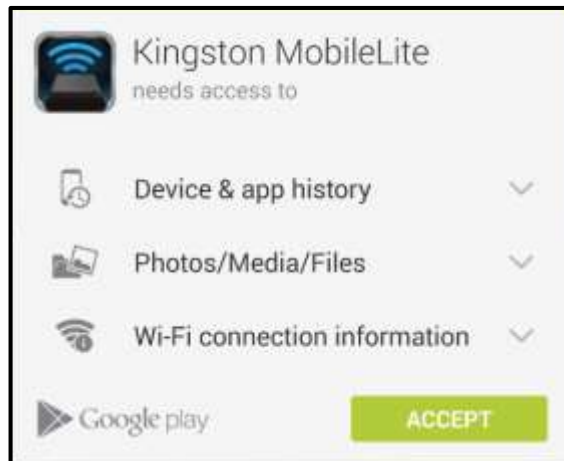 Kingston MobileLite
needs access to
Device & app history
Photos/Media/Files
Wi-Fi connection information
Google play
ACCEPT